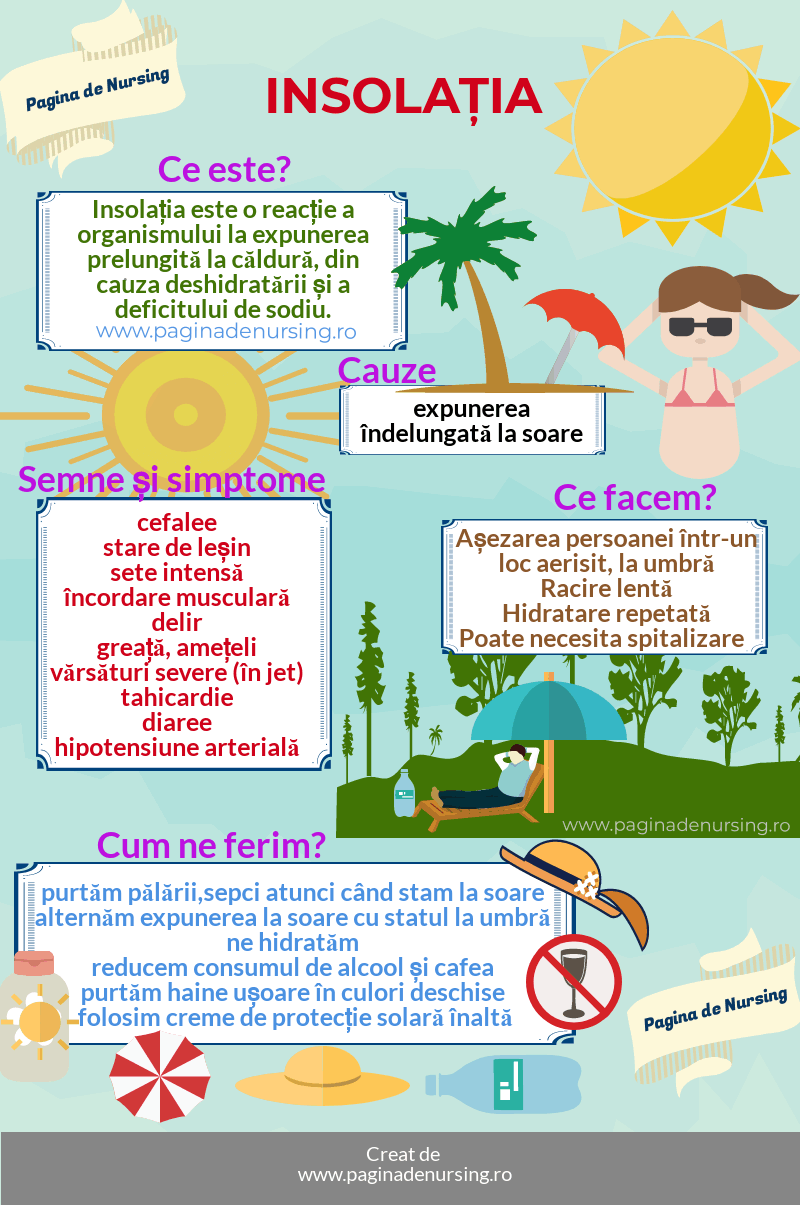 Pagina de Nursing
INSOLAȚIA
Ce este?
Insolația este o reacție a
organismului la expunerea
prelungită la căldură, din
cauza deshidratării și a
deficitului de sodiu.
www.paginadenursing.ro
Cauze
expunerea
îndelungată la soare
Semne și simptome
cefalee
stare de leșin
sete intensă
încordare musculară
delir
greață, amețeli
vărsături severe (în jet)
tahicardie
diaree
hipotensiune arterială
Ce facem?
Așezarea persoanei într-un
loc aerisit, la umbră
Racire lentă
Hidratare repetată
Poate necesita spitalizare
www.paginadenursing.ro
Cum ne ferim?
purtăm pălării,sepci atunci când stam la soare
alternăm expunerea la soare cu statul la umbră
ne hidratăm
reducem consumul de alcool și cafea
purtăm haine ușoare în culori deschise
folosim creme de protecție solară înaltă
Pagina de Nursing
Creat de
www.paginadenursing.ro